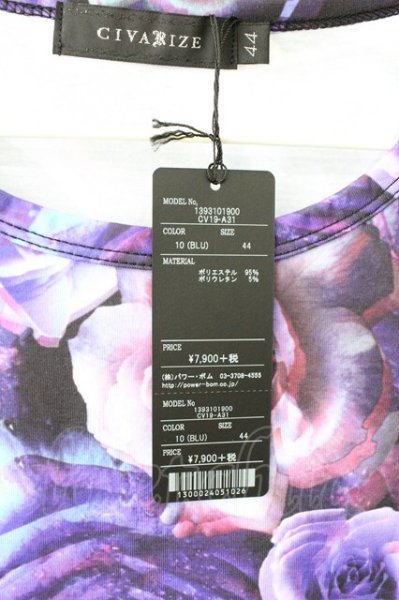 CIVARIZE
44
MODEL No.
1393101900
CV19-A31
COLOR SIZE
10 (BLU) 44
MATERIAL
ポリエステル 95%
ポリウレタン 5%
PRICE
¥7,900+税
(株)パワー・ボム 03-3708-4555
http://power-bom.co.jp/
MODEL No.
1393101900
CV19-A31
COLOR SIZE
10 (BLU) 44
PRICE
¥7,900+税
1300024051026